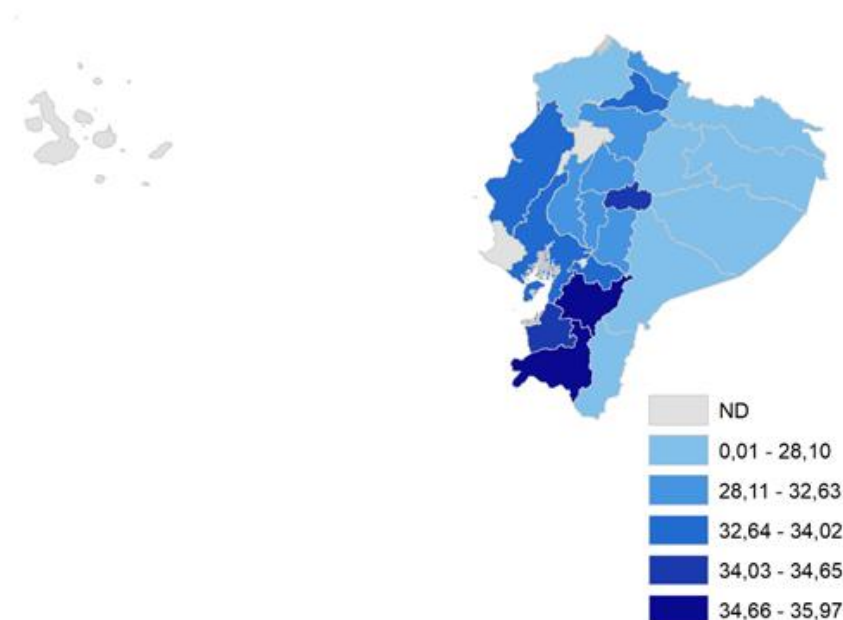 ND
0,01 - 28,10
28,11 - 32,63
32,64 - 34,02
34,03 - 34,65
34,66 - 35,97